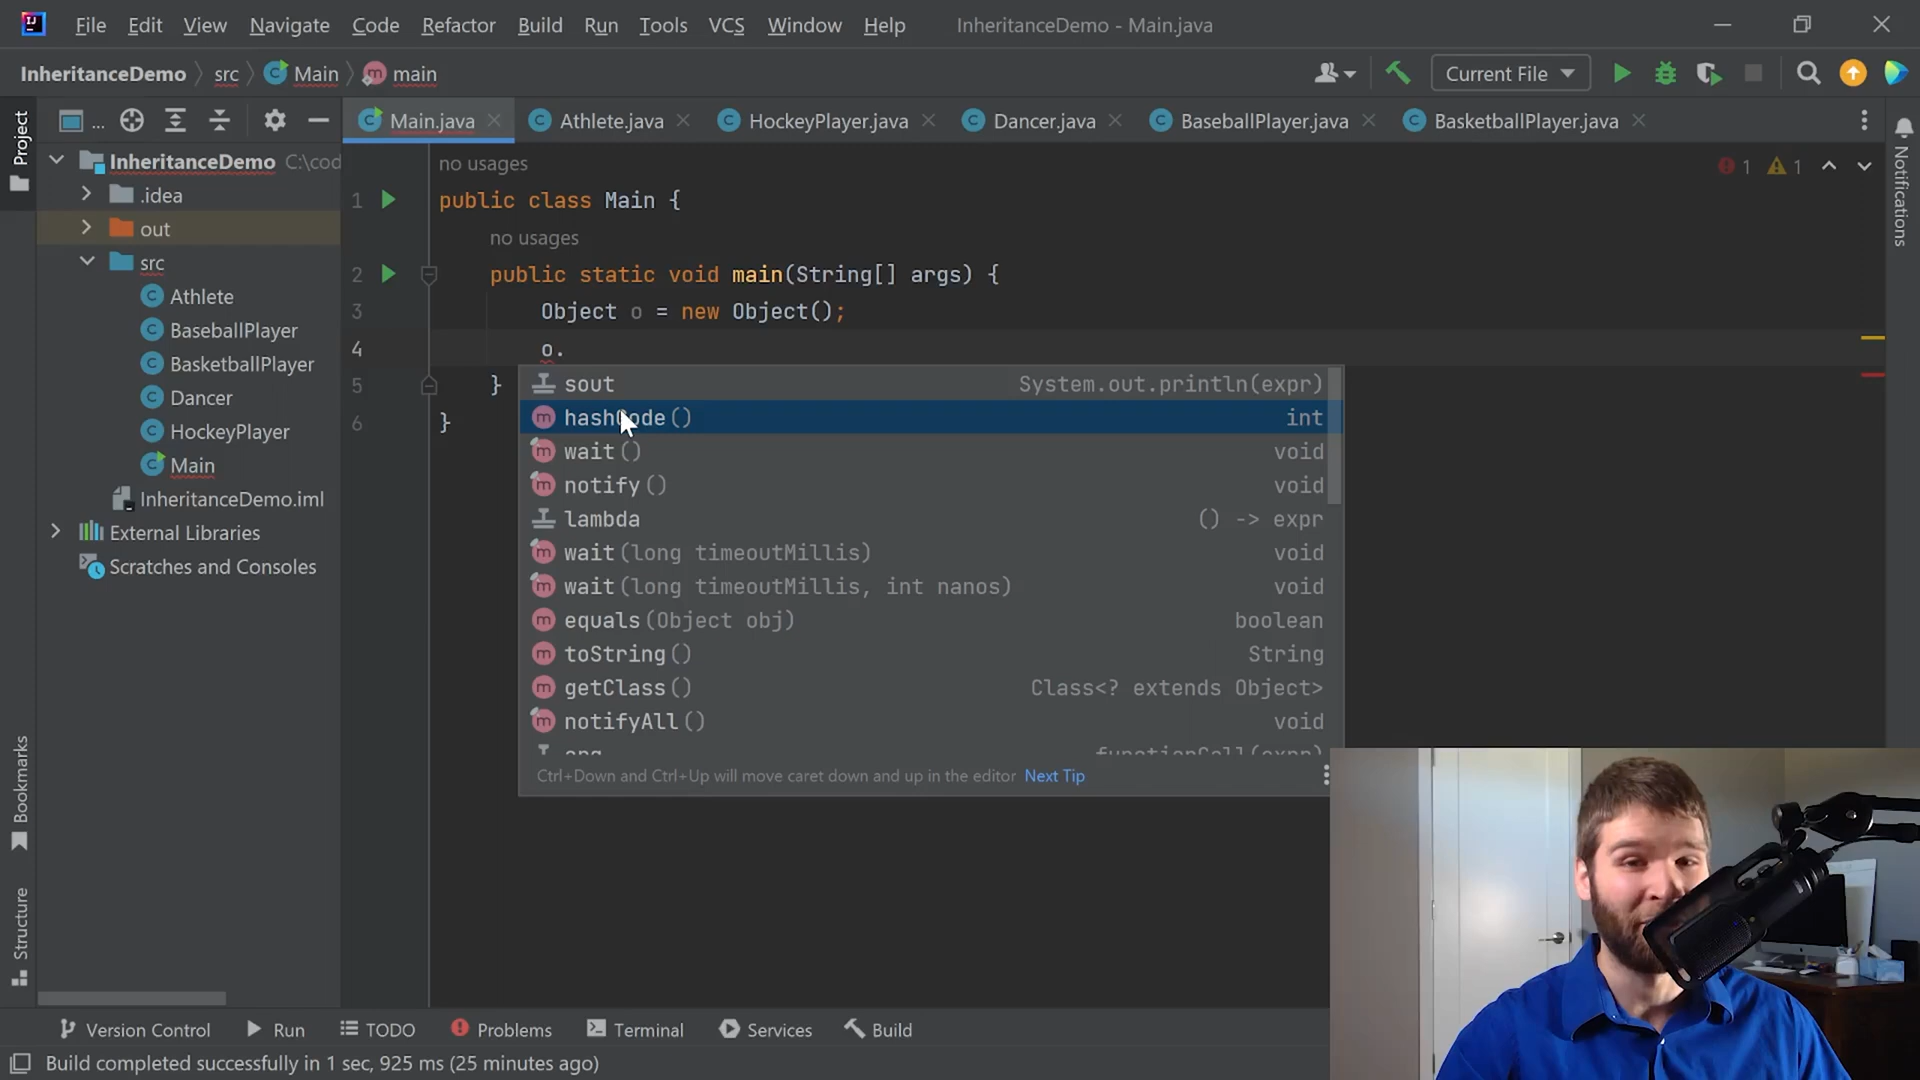 File Edit View Navigate Code Refactor Build Run Tools VCS Window Help InheritanceDemo - Main.java
InheritanceDemo src Main main Current File
Project
... Main.java Athlete.java HockeyPlayer.java Dancer.java BaseballPlayer.java BasketballPlayer.java
InheritanceDemo C:\cod
.idea
out
src
Athlete
BaseballPlayer
BasketballPlayer
Dancer
HockeyPlayer
Main
InheritanceDemo.iml
External Libraries
Scratches and Consoles
no usages
1 1
1 public class Main {
no usages
2 public static void main(String[] args) {
3 Object o = new Object();
4 o.
5 }
6 }
sout System.out.println(expr)
hashCode() int
wait() void
notify() void
lambda () -> expr
wait(long timeoutMillis) void
wait(long timeoutMillis, int nanos) void
equals(Object obj) boolean
toString() String
getClass() Class<? extends Object>
notifyAll() void
arg functionCall(expr)
Ctrl+Down and Ctrl+Up will move caret down and up in the editor Next Tip
Notifications
Bookmarks
Structure
Version Control Run TODO Problems Terminal Services Build
Build completed successfully in 1 sec, 925 ms (25 minutes ago)